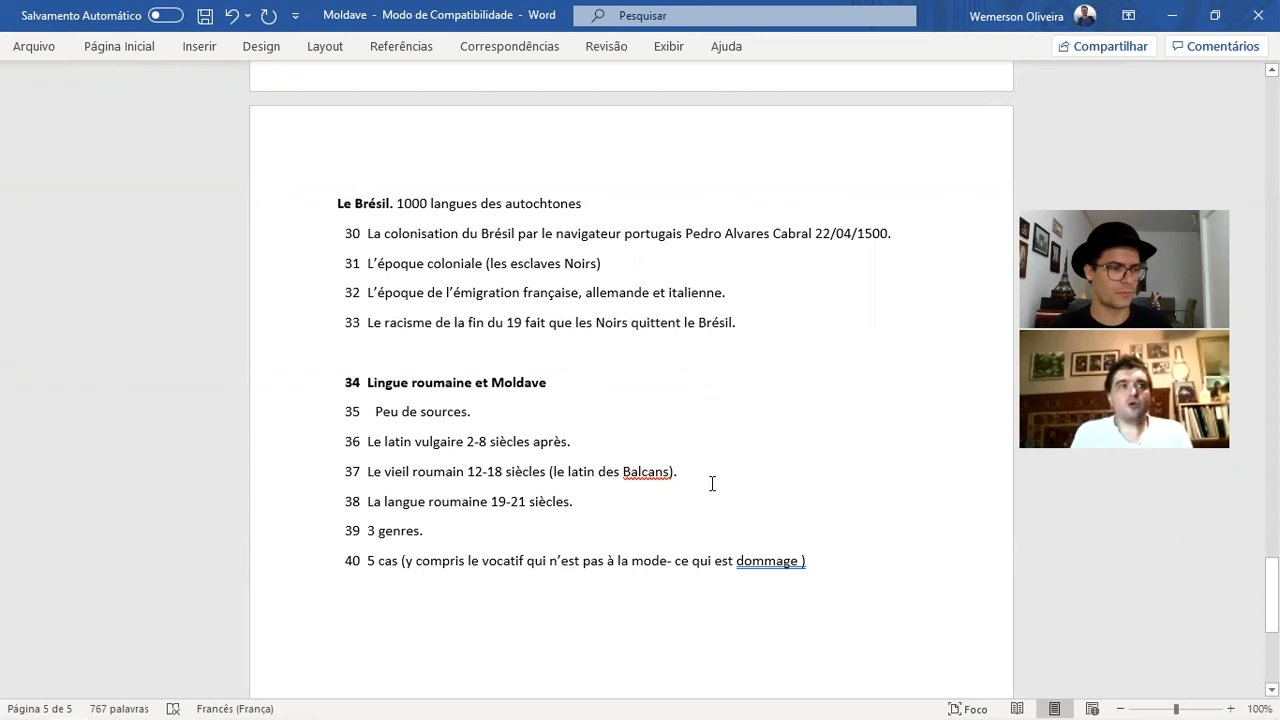 Salvamento Automático
Moldave - Modo de Compatibilidade - Word
Pesquisar
Wemerson Oliveira
Arquivo Página Inicial Inserir Design Layout Referências Correspondências Revisão Exibir Ajuda
Compartilhar Comentários
Le Brésil. 1000 langues des autochtones
30 La colonisation du Brésil par le navigateur portugais Pedro Alvares Cabral 22/04/1500.
31 L’époque coloniale (les esclaves Noirs)
32 L’époque de l’émigration française, allemande et italienne.
33 Le racisme de la fin du 19 fait que les Noirs quittent le Brésil.
34 Lingue roumaine et Moldave
35 Peu de sources.
36 Le latin vulgaire 2-8 siècles après.
37 Le vieil roumain 12-18 siècles (le latin des Balcans).
38 La langue roumaine 19-21 siècles.
39 3 genres.
40 5 cas (y compris le vocatif qui n’est pas à la mode- ce qui est dommage )
Página 5 de 5 767 palavras Francês (França) Foco 100%